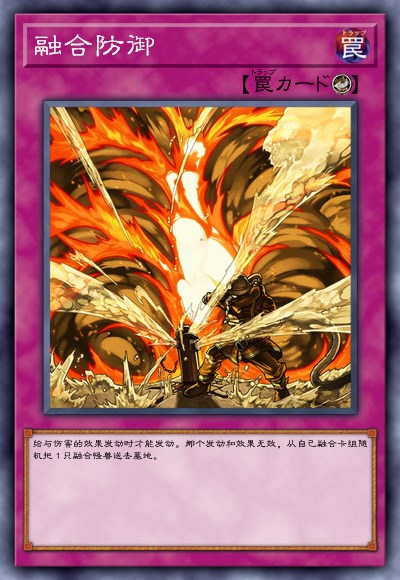 融合防御
トラップ
罠
トラップ
【罠カード】
给与伤害的效果发动时才能发动。那个发动和效果无效，从自己融合卡组随
机把１只融合怪兽送去墓地。